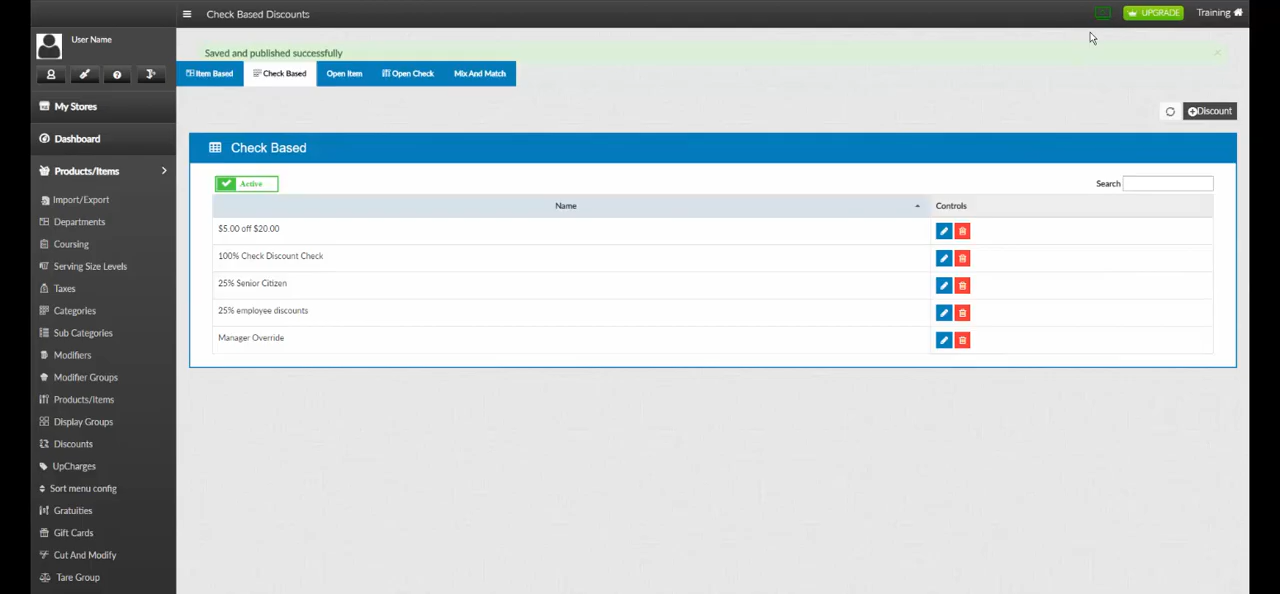 Check Based Discounts
UPGRADE
Training
User Name
Saved and published successfully
Item Based
Check Based
Open Item
Open Check
Mix And Match
My Stores
Discount
Dashboard
Check Based
Products/Items
Active
Search
Import/Export
Name
Controls
Departments
$5.00 off $20.00
Coursing
100% Check Discount Check
Serving Size Levels
25% Senior Citizen
Taxes
25% employee discounts
Categories
Sub Categories
Manager Override
Modifiers
Modifier Groups
Products/Items
Display Groups
Discounts
UpCharges
Sort menu config
Gratuities
Gift Cards
Cut And Modify
Tare Group